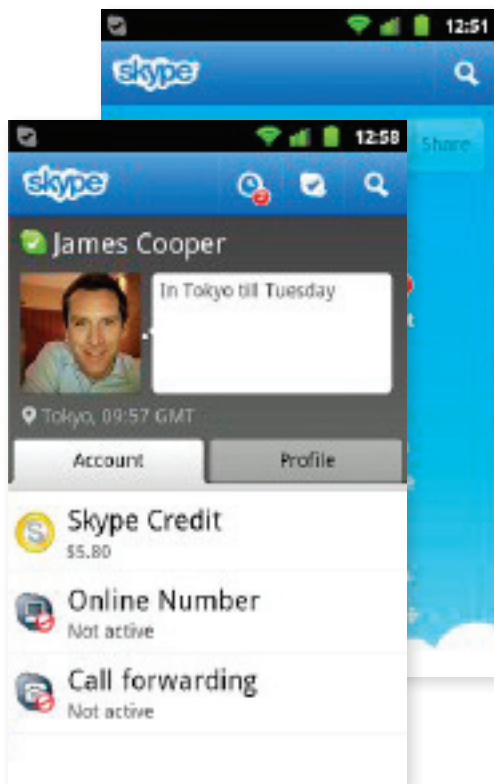 12:51
skype
Share
12:58
skype
2
James Cooper
In Tokyo till Tuesday
Tokyo, 09:57 GMT
Account
Profile
Skype Credit
$5.80
Online Number
Not active
Call forwarding
Not active